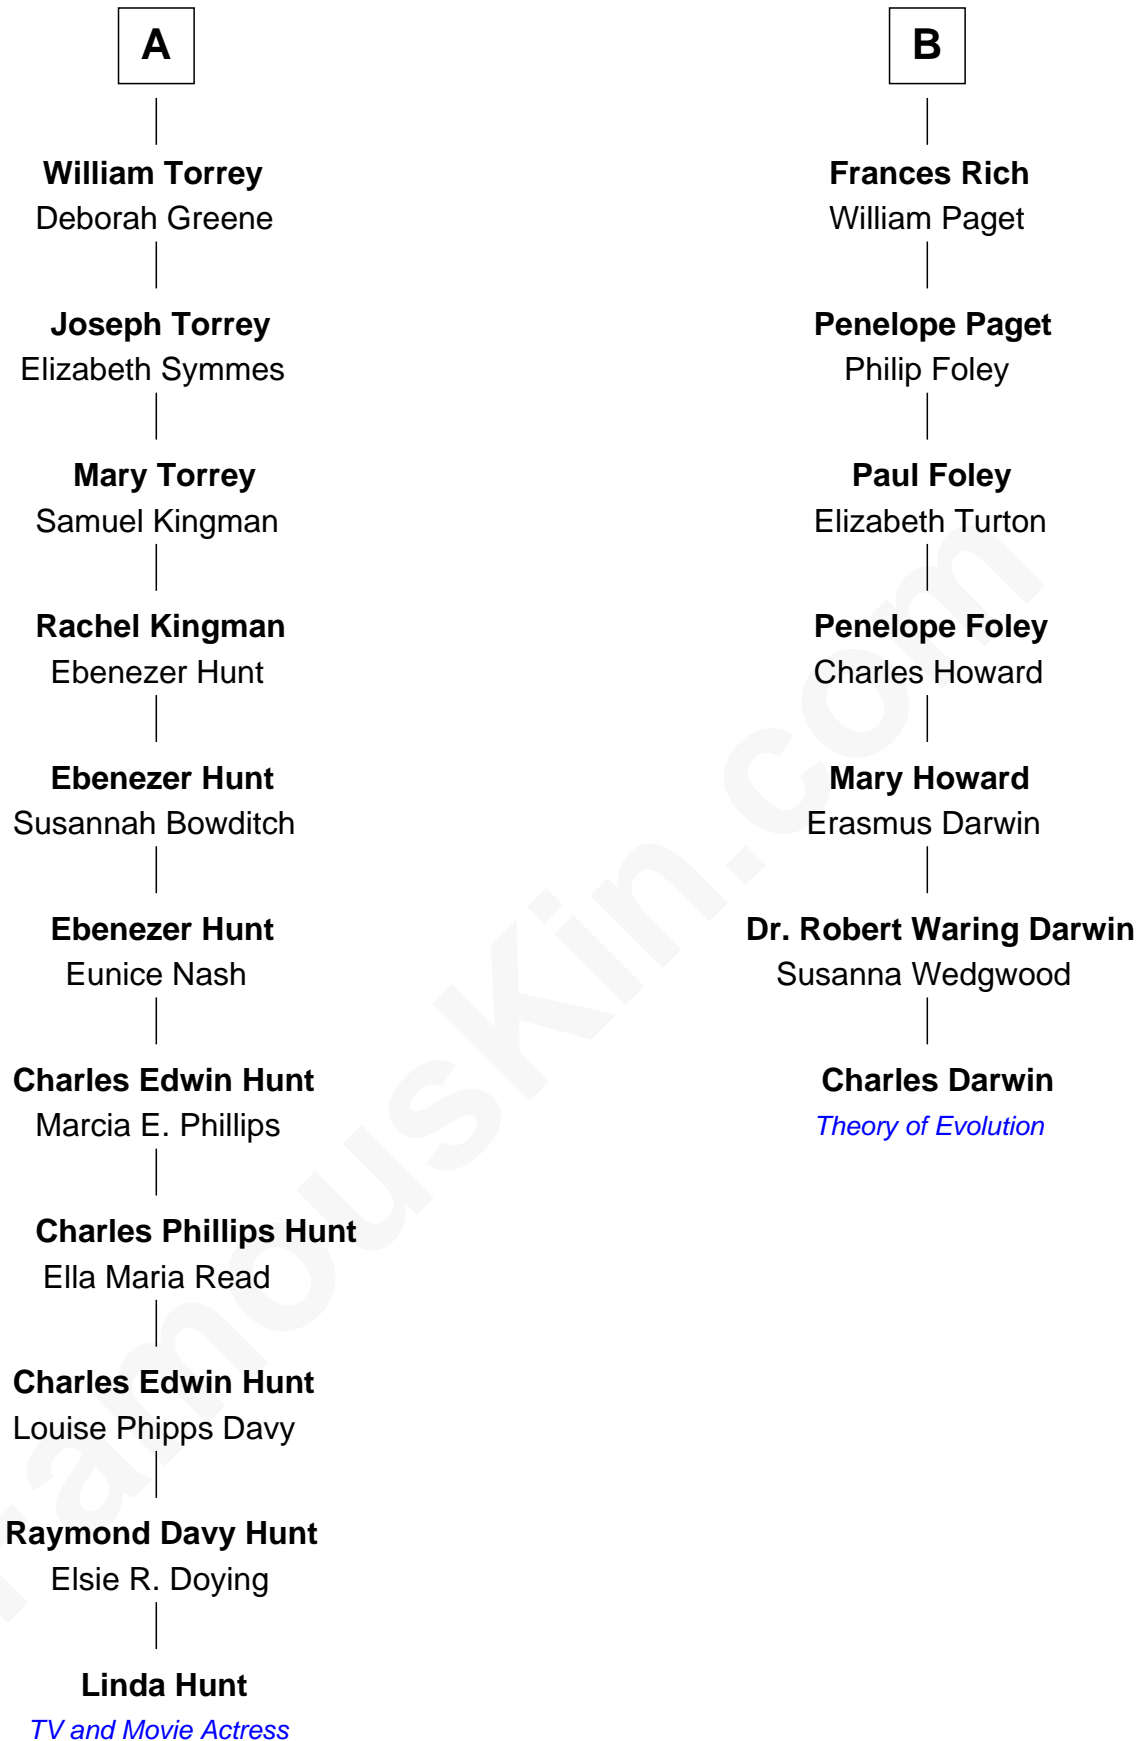 A
William Torrey
Deborah Greene
Joseph Torrey
Elizabeth Symmes
Mary Torrey
Samuel Kingman
Rachel Kingman
Ebenezer Hunt
Ebenezer Hunt
Susannah Bowditch
Ebenezer Hunt
Eunice Nash
Charles Edwin Hunt
Marcia E. Phillips
Charles Phillips Hunt
Ella Maria Read
Charles Edwin Hunt
Louise Phipps Davy
Raymond Davy Hunt
Elsie R. Doying
Linda Hunt
TV and Movie Actress
B
Frances Rich
William Paget
Penelope Paget
Philip Foley
Paul Foley
Elizabeth Turton
Penelope Foley
Charles Howard
Mary Howard
Erasmus Darwin
Dr. Robert Waring Darwin
Susanna Wedgwood
Charles Darwin
Theory of Evolution
FamousKin.com